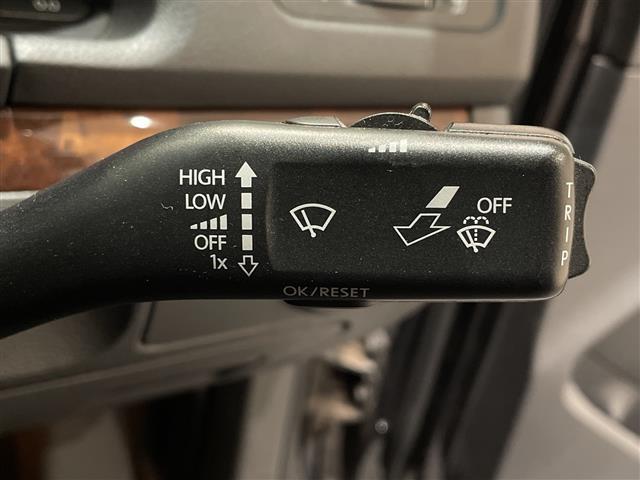 HIGH
LOW
OFF
1x
OFF
TRIP
OK/RESET